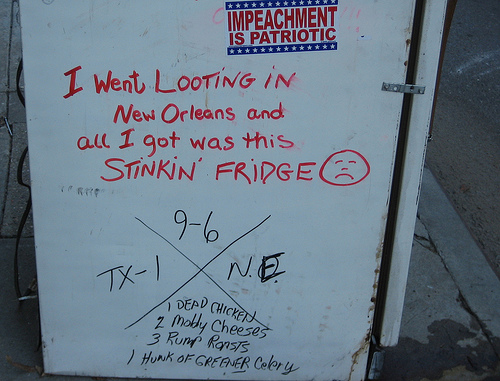 IMPEACHMENT
IS PATRIOTIC
I Went LOOTING iN
New Orleans and
all I got was this
STiNKiN' FRiDGE
9-6
TX-1 N.E.
1 DEAD CHICKEN
2 Moldy Cheeses
3 Rump Roasts
1 HUNK OF GREENER Celery